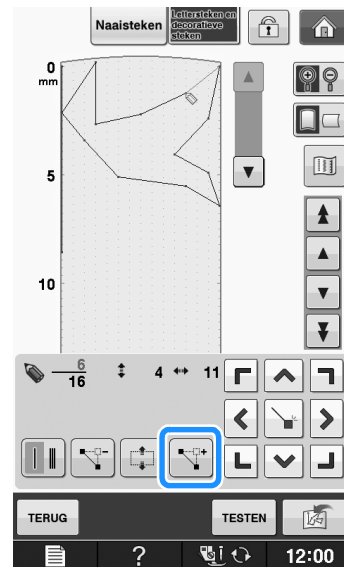 Naaisteken
Lettersteken en
decoratieve
steken
0
mm
5
10
6
16
4
11
TERUG
TESTEN
?
12:00